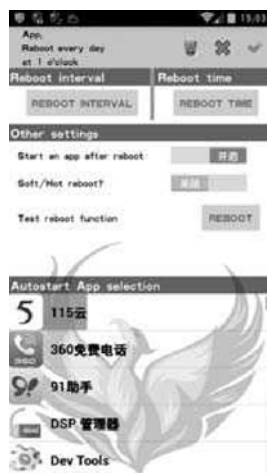 15:03
App.
Reboot every day
at 1 o'clock
Reboot interval
Reboot time
REBOOT INTERVAL
REBOOT TIME
Other settings
Start an app after reboot
开启
Soft/Hot reboot?
关闭
Test reboot function
REBOOT
Autostart App selection
5
115云
360
360免费电话
91助手
DSP 管理器
Dev Tools